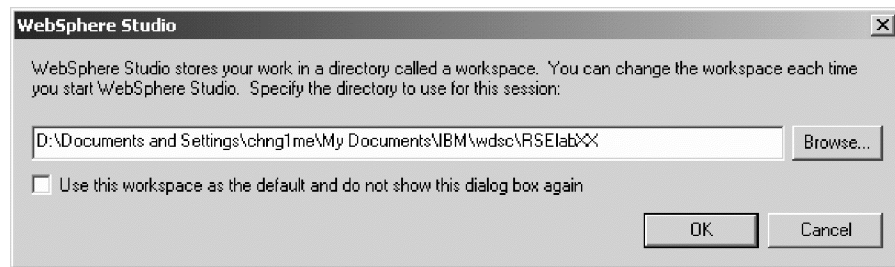 WebSphere Studio
WebSphere Studio stores your work in a directory called a workspace. You can change the workspace each time
you start WebSphere Studio. Specify the directory to use for this session:
D:\Documents and Settings\chng1me\My Documents\IBM\wdsc\RSElabXX
Browse...
Use this workspace as the default and do not show this dialog box again
OK
Cancel